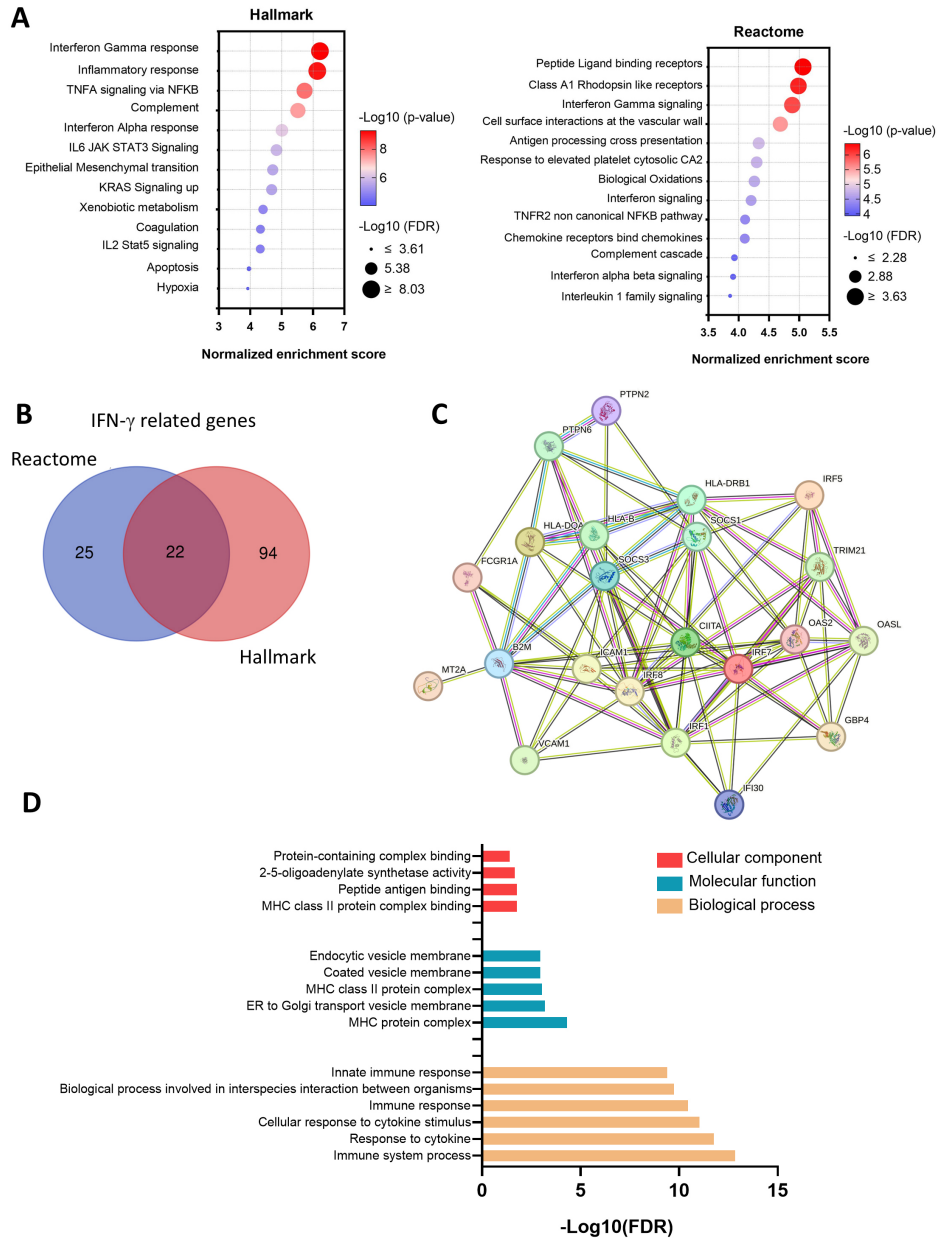 A
Hallmark
Interferon Gamma response
Inflammatory response
TNFA signaling via NFKB
Complement
Interferon Alpha response
IL6 JAK STAT3 Signaling
Epithelial Mesenchymal transition
KRAS Signaling up
Xenobiotic metabolism
Coagulation
IL2 Stat5 signaling
Apoptosis
Hypoxia
3 4 5 6 7
Normalized enrichment score
-Log10 (p-value)
8
6
-Log10 (FDR)
≤ 3.61
5.38
≥ 8.03
Reactome
Peptide Ligand binding receptors
Class A1 Rhodopsin like receptors
Interferon Gamma signaling
Cell surface interactions at the vascular wall
Antigen processing cross presentation
Response to elevated platelet cytosolic CA2
Biological Oxidations
Interferon signaling
TNFR2 non canonical NFKB pathway
Chemokine receptors bind chemokines
Complement cascade
Interferon alpha beta signaling
Interleukin 1 family signaling
3.5 4.0 4.5 5.0 5.5
Normalized enrichment score
-Log10 (p-value)
6
5.5
5
4.5
4
-Log10 (FDR)
≤ 2.28
2.88
≥ 3.63
B
IFN-γ related genes
Reactome
25
22
94
Hallmark
C
PTPN2
PTPN6
HLA-DRB1
IRF5
HLA-DQA
HLA-B
SOCS1
TRIM21
FCGR1A
SOCS3
CIITA
OAS2
OASL
B2M
ICAM1
IRF7
MT2A
IRF8
GBP4
VCAM1
IRF1
IFI30
D
Protein-containing complex binding
2-5-oligoadenylate synthetase activity
Peptide antigen binding
MHC class II protein complex binding
Endocytic vesicle membrane
Coated vesicle membrane
MHC class II protein complex
ER to Golgi transport vesicle membrane
MHC protein complex
Innate immune response
Biological process involved in interspecies interaction between organisms
Immune response
Cellular response to cytokine stimulus
Response to cytokine
Immune system process
Cellular component
Molecular function
Biological process
0 5 10 15
-Log10(FDR)